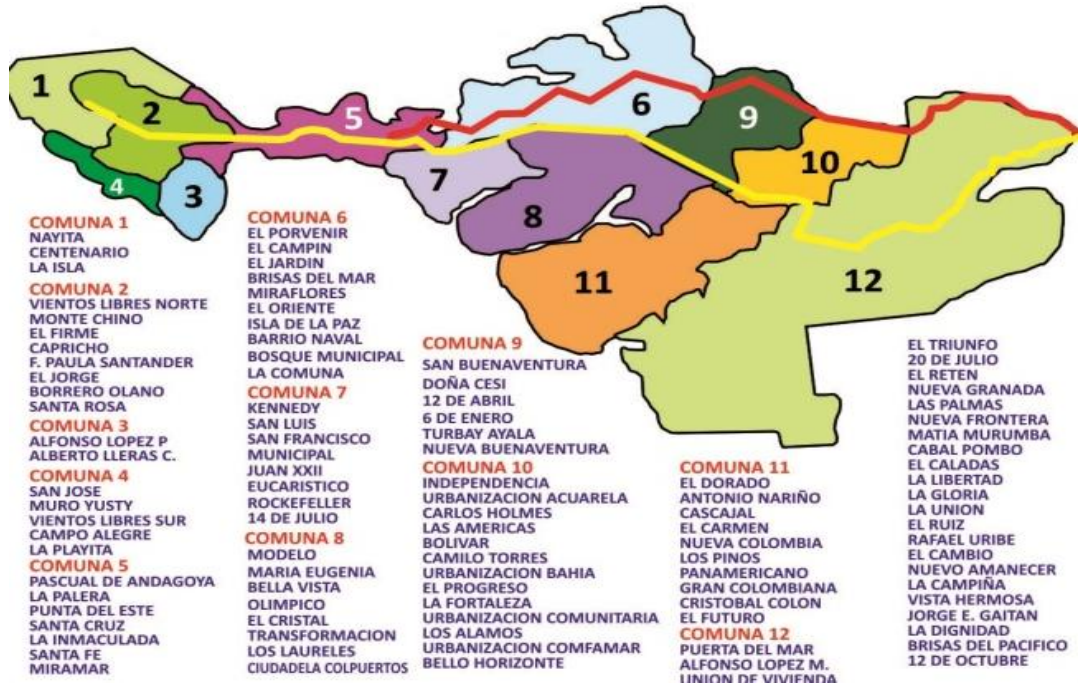 1
2
3
4
5
6
7
8
9
10
11
12
COMUNA 1
NAYITA
CENTENARIO
LA ISLA
COMUNA 2
VIENTOS LIBRES NORTE
MONTE CHINO
EL FIRME
CAPRICHO
F. PAULA SANTANDER
EL JORGE
BORRERO OLANO
SANTA ROSA
COMUNA 3
ALFONSO LOPEZ P
ALBERTO LLERAS C.
COMUNA 4
SAN JOSE
MURO YUSTY
VIENTOS LIBRES SUR
CAMPO ALEGRE
LA PLAYITA
COMUNA 5
PASCUAL DE ANDAGOYA
LA PALERA
PUNTA DEL ESTE
SANTA CRUZ
LA INMACULADA
SANTA FE
MIRAMAR
COMUNA 6
EL PORVENIR
EL CAMPIN
EL JARDIN
BRISAS DEL MAR
MIRAFLORES
EL ORIENTE
ISLA DE LA PAZ
BARRIO NAVAL
BOSQUE MUNICIPAL
LA COMUNA
COMUNA 7
KENNEDY
SAN LUIS
SAN FRANCISCO
MUNICIPAL
JUAN XXII
EUCARISTICO
ROCKEFELLER
14 DE JULIO
COMUNA 8
MODELO
MARIA EUGENIA
BELLA VISTA
OLIMPICO
EL CRISTAL
TRANSFORMACION
LOS LAURELES
CIUDADELA COLPUERTOS
COMUNA 9
SAN BUENAVENTURA
DOÑA CESI
12 DE ABRIL
6 DE ENERO
TURBAY AYALA
NUEVA BUENAVENTURA
COMUNA 10
INDEPENDENCIA
URBANIZACION ACUARELA
CARLOS HOLMES
LAS AMERICAS
BOLIVAR
CAMILO TORRES
URBANIZACION BAHIA
EL PROGRESO
LA FORTALEZA
URBANIZACION COMUNITARIA
LOS ALAMOS
URBANIZACION COMFAMAR
BELLO HORIZONTE
COMUNA 11
EL DORADO
ANTONIO NARIÑO
CASCAJAL
EL CARMEN
NUEVA COLOMBIA
LOS PINOS
PANAMERICANO
GRAN COLOMBIANA
CRISTOBAL COLON
EL FUTURO
COMUNA 12
PUERTA DEL MAR
ALFONSO LOPEZ M.
UNION DE VIVIENDA
EL TRIUNFO
20 DE JULIO
EL RETEN
NUEVA GRANADA
LAS PALMAS
NUEVA FRONTERA
MATIA MURUMBA
CABAL POMBO
EL CALADAS
LA LIBERTAD
LA GLORIA
LA UNION
EL RUIZ
RAFAEL URIBE
EL CAMBIO
NUEVO AMANECER
LA CAMPIÑA
VISTA HERMOSA
JORGE E. GAITAN
LA DIGNIDAD
BRISAS DEL PACIFICO
12 DE OCTUBRE